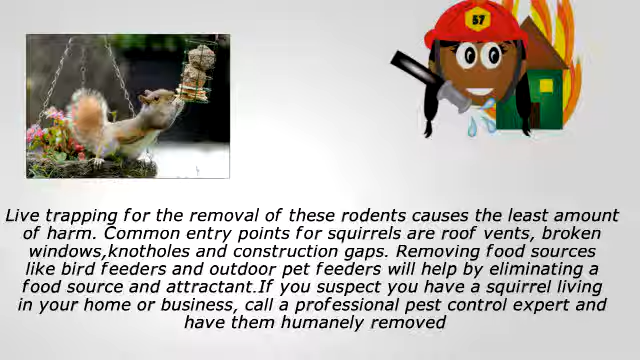 57
Live trapping for the removal of these rodents causes the least amount
of harm. Common entry points for squirrels are roof vents, broken
windows,knotholes and construction gaps. Removing food sources
like bird feeders and outdoor pet feeders will help by eliminating a
food source and attractant.If you suspect you have a squirrel living
in your home or business, call a professional pest control expert and
have them humanely removed